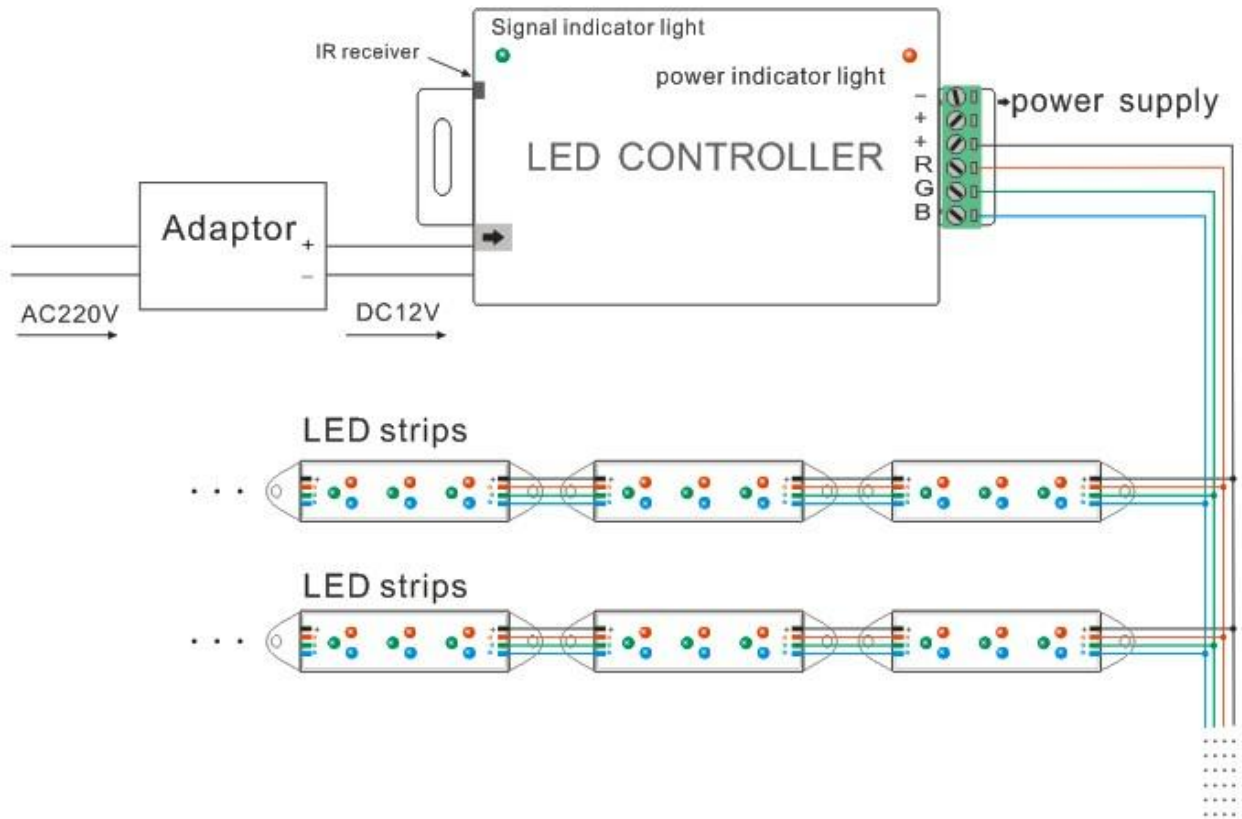 Signal indicator light
IR receiver
power indicator light
−
+
+
R
G
B
power supply
LED CONTROLLER
Adaptor
+
−
AC220V
DC12V
LED strips
LED strips